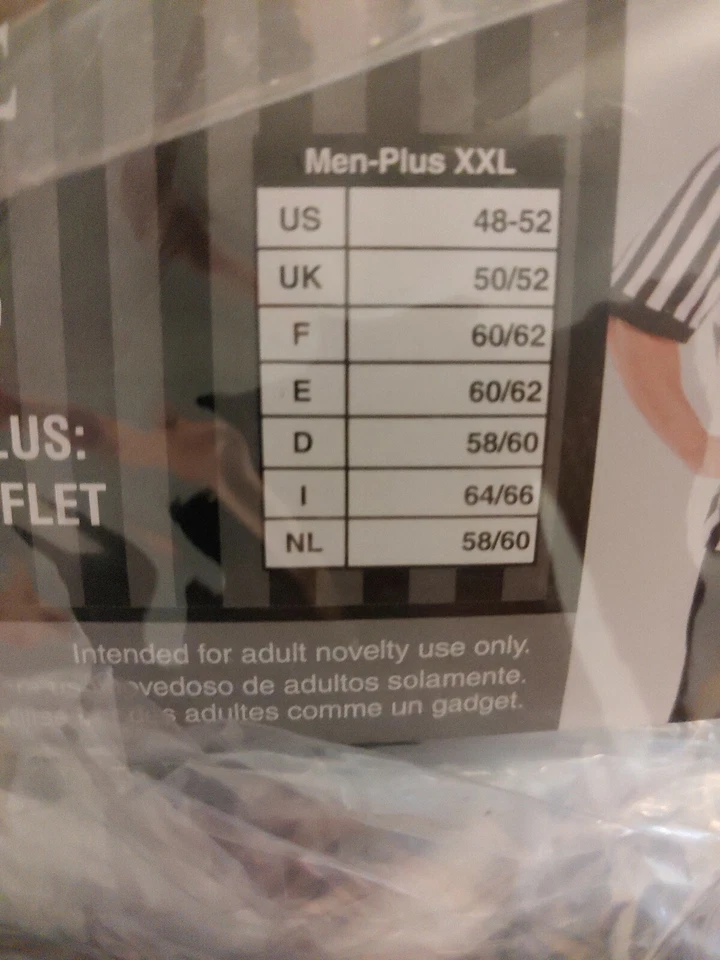 Men-Plus XXL
US 48-52
UK 50/52
F 60/62
E 60/62
D 58/60
I 64/66
NL 58/60
LUS:
FLET
Intended for adult novelty use only.
de adultos solamente.
adultes comme un gadget.